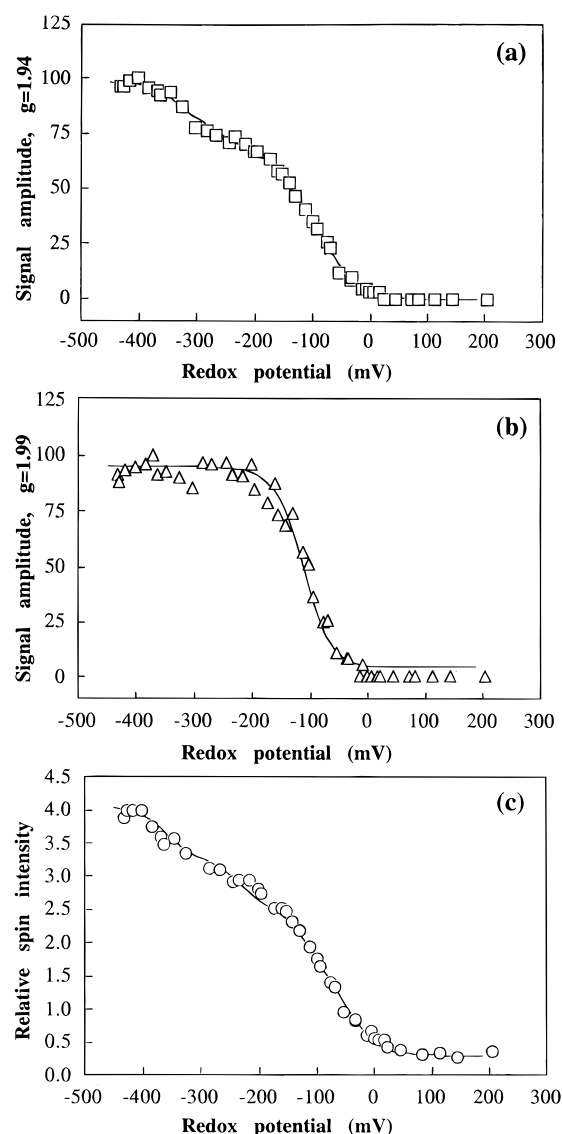 (a)
Signal amplitude, g=1.94
125
100
75
50
25
0
-500 -400 -300 -200 -100 0 100 200 300
Redox potential (mV)
(b)
Signal amplitude, g=1.99
125
100
75
50
25
0
-500 -400 -300 -200 -100 0 100 200 300
Redox potential (mV)
(c)
Relative spin intensity
4.5
4.0
3.5
3.0
2.5
2.0
1.5
1.0
0.5
0.0
-500 -400 -300 -200 -100 0 100 200 300
Redox potential (mV)